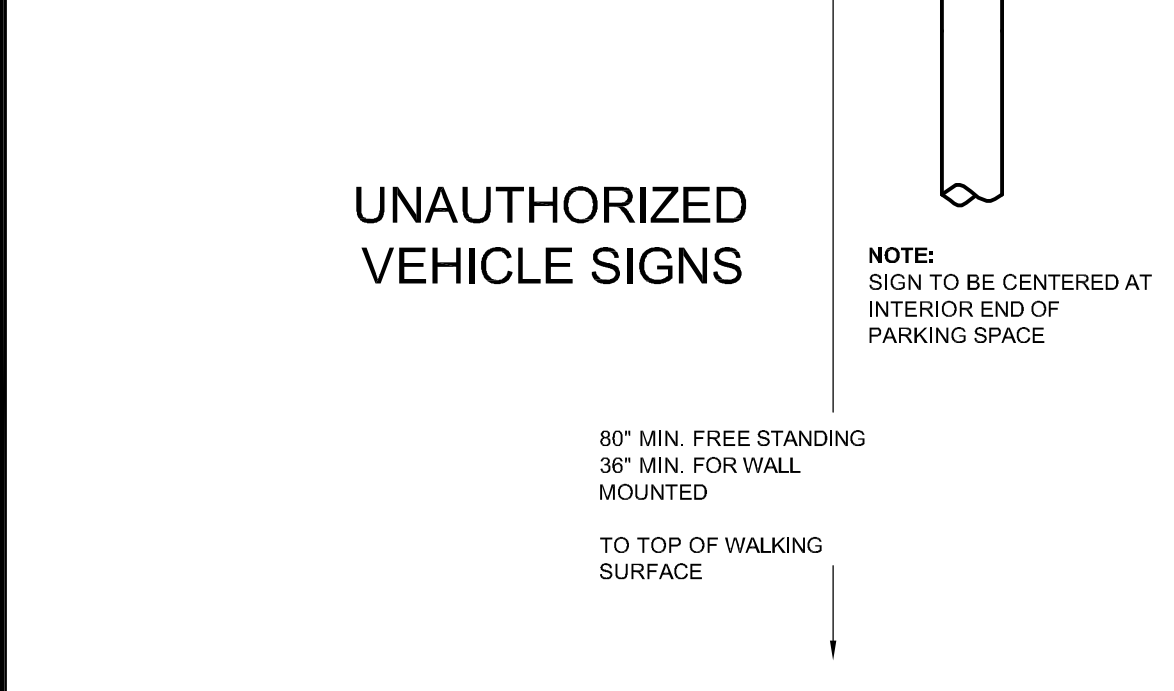 UNAUTHORIZED
VEHICLE SIGNS
NOTE:
SIGN TO BE CENTERED AT
INTERIOR END OF
PARKING SPACE
80" MIN. FREE STANDING
36" MIN. FOR WALL
MOUNTED
TO TOP OF WALKING
SURFACE